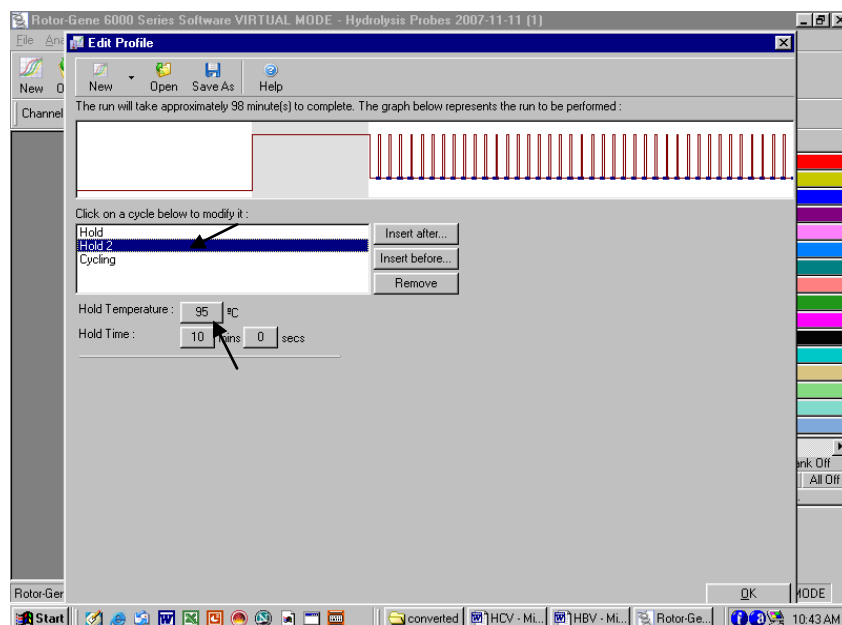 Rotor-Gene 6000 Series Software VIRTUAL MODE - Hydrolysis Probes 2007-11-11 (1)
File Ana
Edit Profile
New O
New Open Save As Help
Channel
The run will take approximately 98 minute(s) to complete. The graph below represents the run to be performed :
Click on a cycle below to modify it :
Hold
Hold 2
Cycling
Insert after...
Insert before...
Remove
Hold Temperature : 95 ºC
Hold Time : 10 mins 0 secs
ank Off
All Off
OK
Rotor-Ger
MODE
Start
converted
HCV - Mi...
HBV - Mi...
Rotor-Ge...
10:43 AM